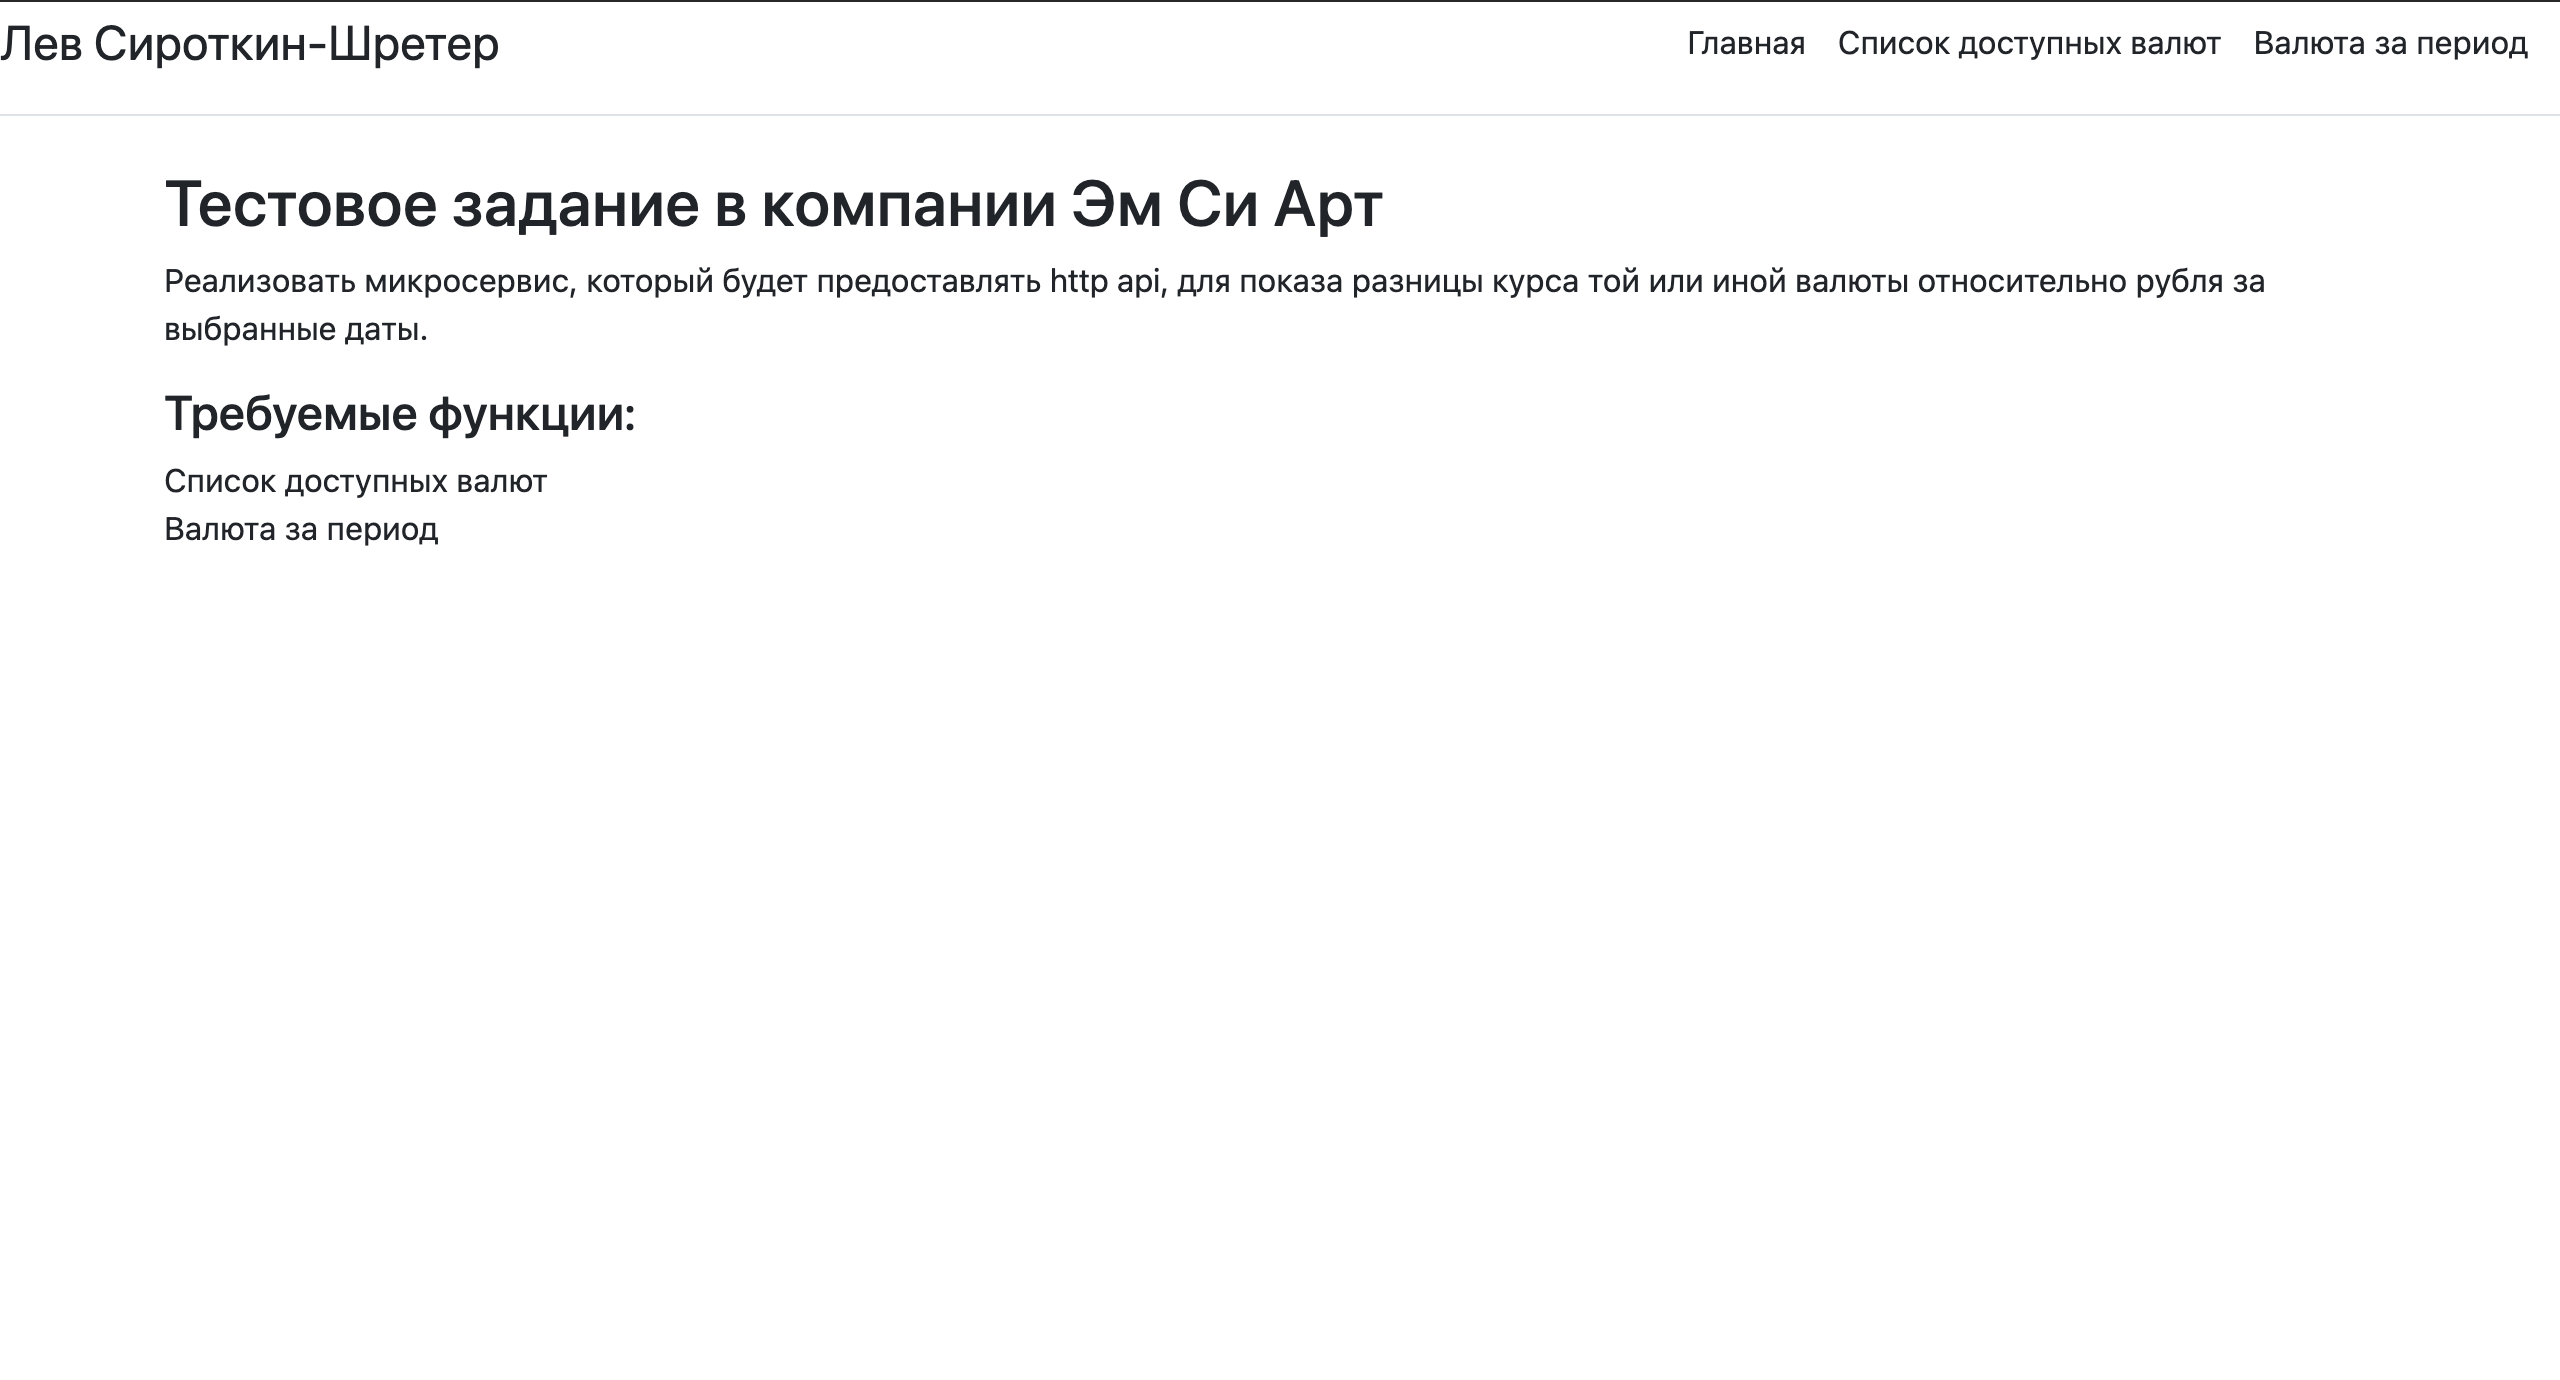 Лев Сироткин-Шретер
Главная Список доступных валют Валюта за период
Тестовое задание в компании Эм Си Арт
Реализовать микросервис, который будет предоставлять http api, для показа разницы курса той или иной валюты относительно рубля за
выбранные даты.
Требуемые функции:
Список доступных валют
Валюта за период